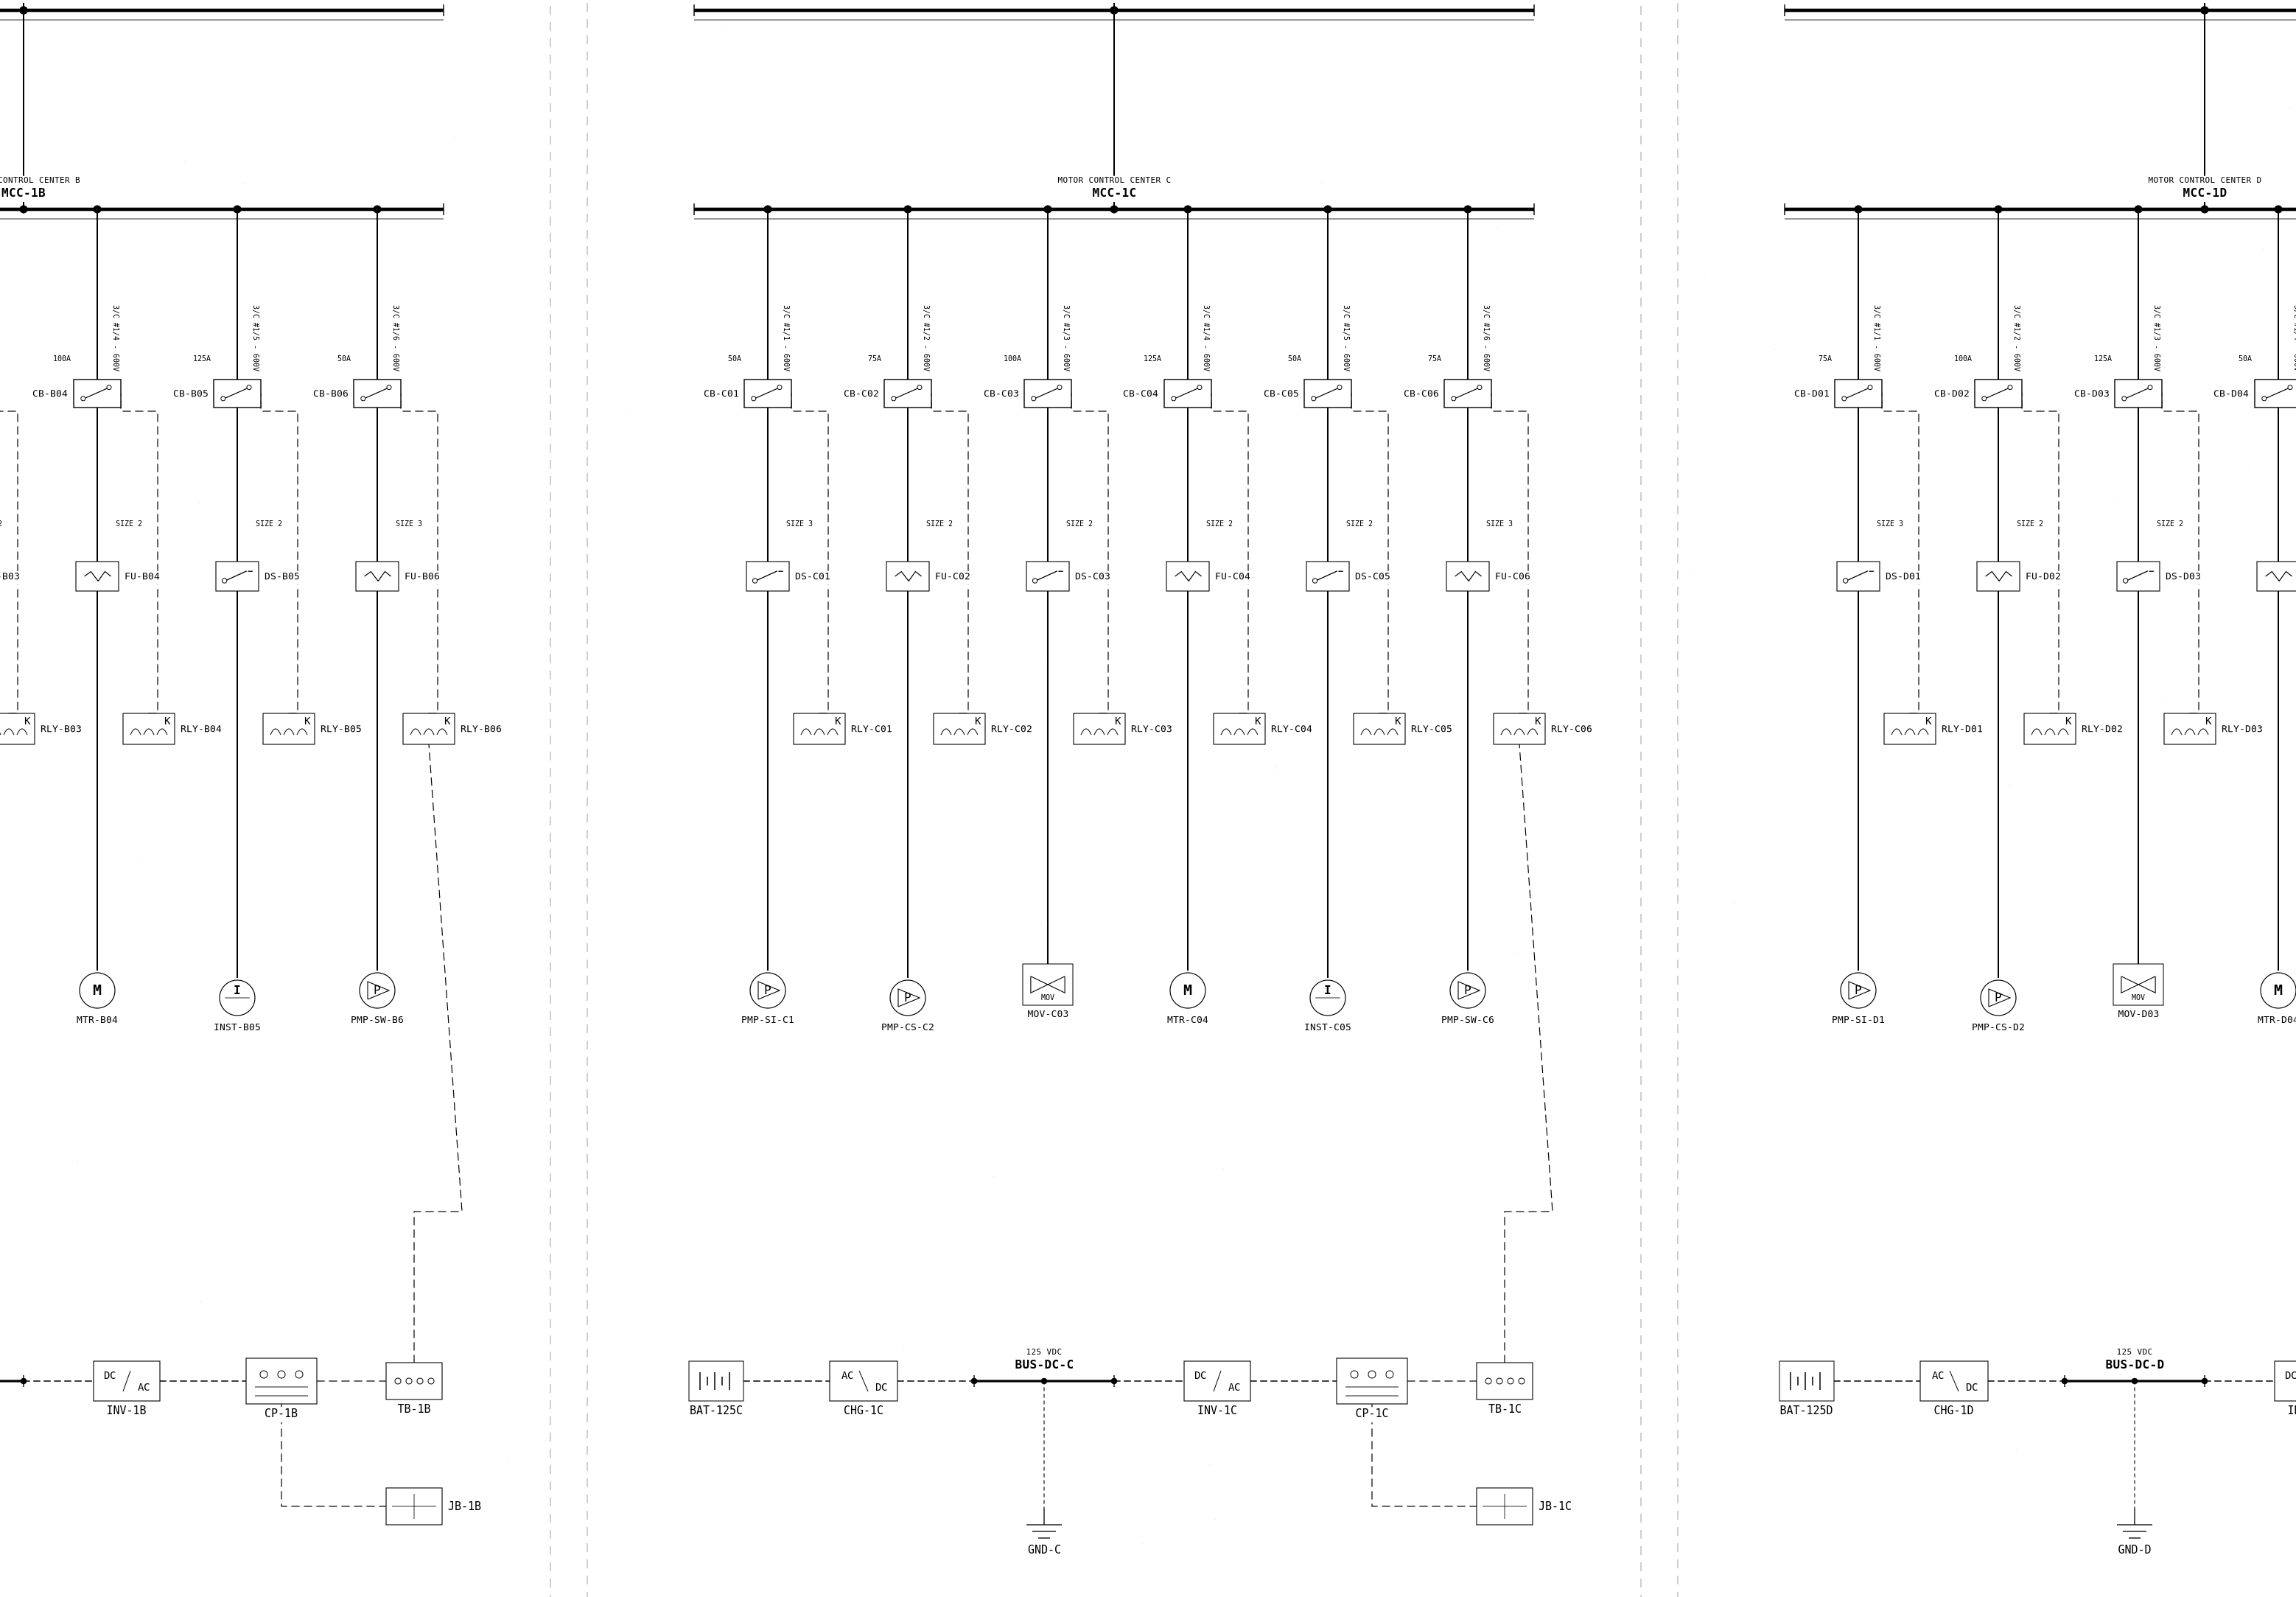 CONTROL CENTER B
MCC-1B
MOTOR CONTROL CENTER C
MCC-1C
MOTOR CONTROL CENTER D
MCC-1D
3/C #1/4 - 600V
3/C #1/5 - 600V
3/C #1/6 - 600V
3/C #1/1 - 600V
3/C #1/2 - 600V
3/C #1/3 - 600V
3/C #1/4 - 600V
3/C #1/5 - 600V
3/C #1/6 - 600V
3/C #1/1 - 600V
3/C #1/2 - 600V
3/C #1/3 - 600V
100A
125A
50A
50A
75A
100A
125A
50A
75A
75A
100A
125A
50A
CB-B04
CB-B05
CB-B06
CB-C01
CB-C02
CB-C03
CB-C04
CB-C05
CB-C06
CB-D01
CB-D02
CB-D03
CB-D04
2
SIZE 2
SIZE 2
SIZE 3
SIZE 3
SIZE 2
SIZE 2
SIZE 2
SIZE 2
SIZE 3
SIZE 3
SIZE 2
SIZE 2
-B03
FU-B04
DS-B05
FU-B06
DS-C01
FU-C02
DS-C03
FU-C04
DS-C05
FU-C06
DS-D01
FU-D02
DS-D03
K
RLY-B03
K
RLY-B04
K
RLY-B05
K
RLY-B06
K
RLY-C01
K
RLY-C02
K
RLY-C03
K
RLY-C04
K
RLY-C05
K
RLY-C06
K
RLY-D01
K
RLY-D02
K
RLY-D03
M
MTR-B04
I
INST-B05
P
PMP-SW-B6
P
PMP-SI-C1
P
PMP-CS-C2
MOV
MOV-C03
M
MTR-C04
I
INST-C05
P
PMP-SW-C6
P
PMP-SI-D1
P
PMP-CS-D2
MOV
MOV-D03
M
MTR-D04
DC
AC
INV-1B
CP-1B
TB-1B
JB-1B
BAT-125C
AC
DC
CHG-1C
125 VDC
BUS-DC-C
DC
AC
INV-1C
CP-1C
TB-1C
JB-1C
GND-C
BAT-125D
AC
DC
CHG-1D
125 VDC
BUS-DC-D
DC
GND-D